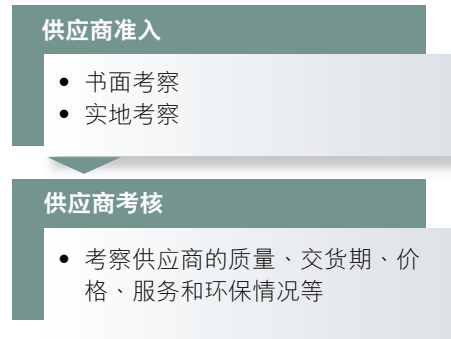 供应商准入
• 书面考察
• 实地考察
供应商考核
• 考察供应商的质量、交货期、价
格、服务和环保情况等